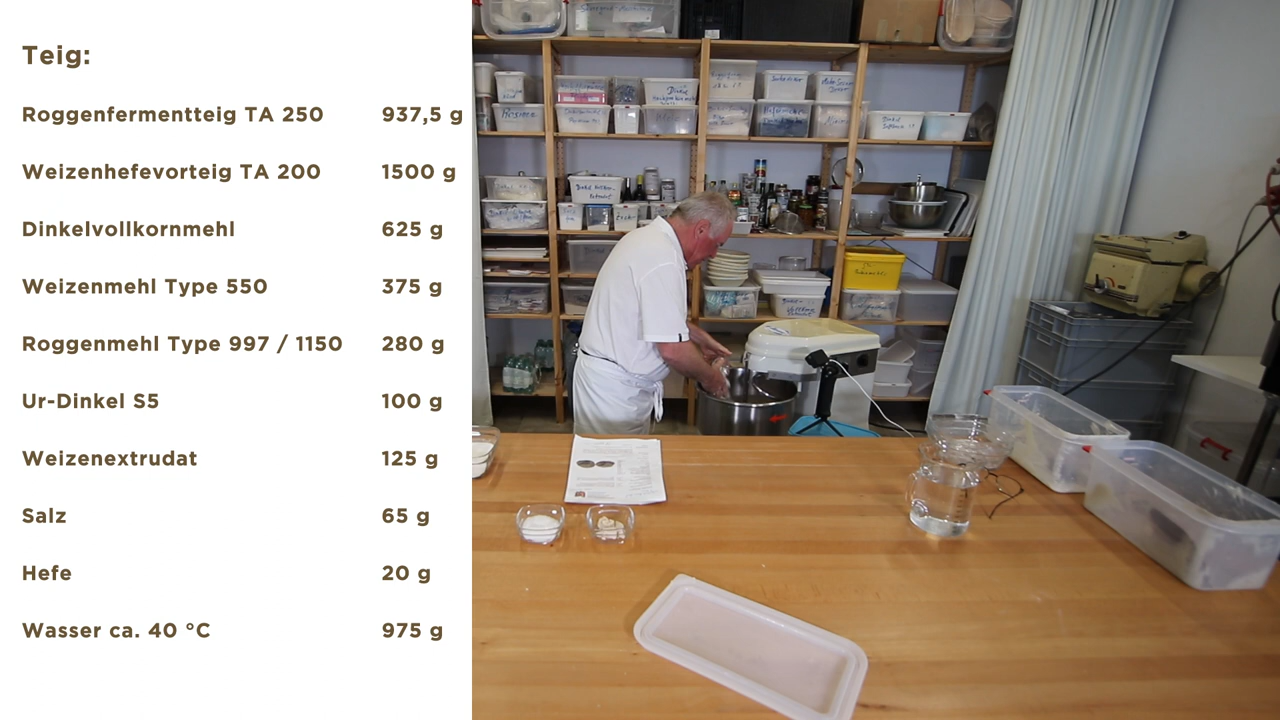 Teig:
Roggenfermentteig TA 250 937,5 g
Weizenhefevorteig TA 200 1500 g
Dinkelvollkornmehl 625 g
Weizenmehl Type 550 375 g
Roggenmehl Type 997 / 1150 280 g
Ur-Dinkel S5 100 g
Weizenextrudat 125 g
Salz 65 g
Hefe 20 g
Wasser ca. 40 °C 975 g